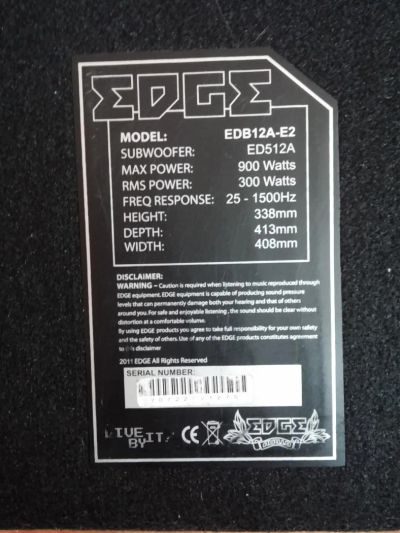 EDGE
MODEL: EDB12A-E2
SUBWOOFER: ED512A
MAX POWER: 900 Watts
RMS POWER: 300 Watts
FREQ RESPONSE: 25 - 1500Hz
HEIGHT: 338mm
DEPTH: 413mm
WIDTH: 408mm
DISCLAIMER:
WARNING – Caution is required when listening to music reproduced through
EDGE equipment. EDGE equipment is capable of producing sound pressure
levels that can permanently damage both your hearing and that of others
around you. For safe and enjoyable listening , the sound should be clear without
distortion at a comfortable volume.
By using EDGE products you agree to take full responsibility for your own safety
and the safety of others. Use of any of the EDGE products constitutes agreement
to this disclaimer
2011 EDGE All Rights Reserved
SERIAL NUMBER:
LIVE BY IT. CE EDGE